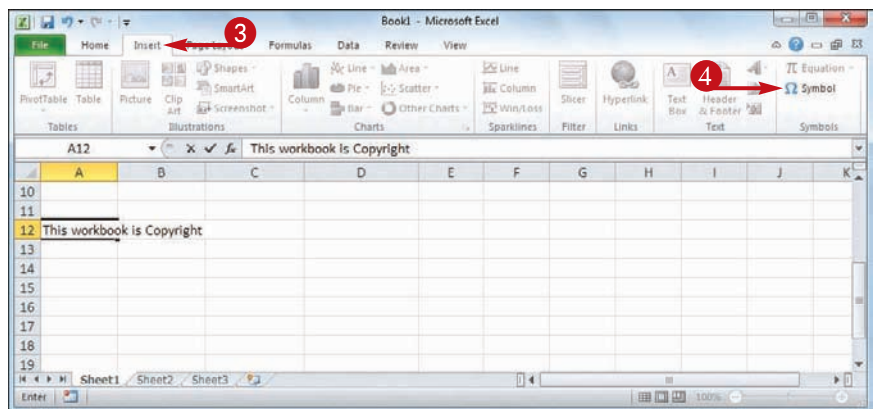 Book1 - Microsoft Excel
3
File Home Insert Page Layout Formulas Data Review View
4
PivotTable Table Picture Clip Art Shapes SmartArt Screenshot Column Line Pie Bar Area Scatter Other Charts Line Column Win/Loss Slicer Hyperlink Text Box Header & Footer Equation Symbol
Tables Illustrations Charts Sparklines Filter Links Text Symbols
A12 fx This workbook is Copyright
A B C D E F G H I J K
10
11
12 This workbook is Copyright
13
14
15
16
17
18
19
Sheet1 Sheet2 Sheet3
Enter 100%